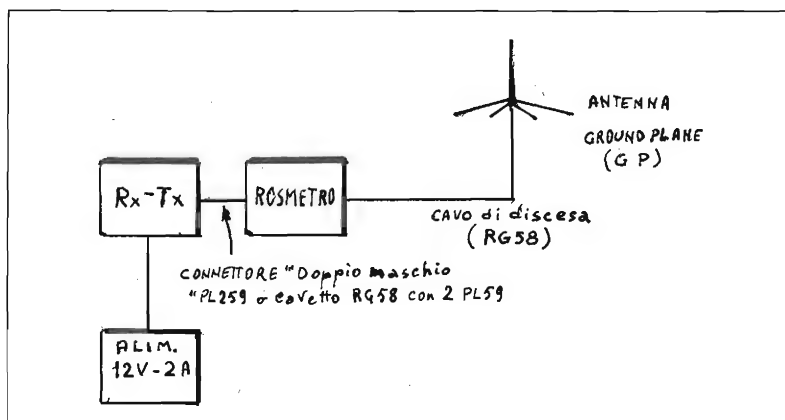 ANTENNA
GROUND PLANE
(GP)
Rx-Tx
ROSMETRO
CAVO di discesa
(RG58)
CONNETTORE "Doppio maschio
"PL259 o cavetto RG58 con 2 PL59
ALIM.
12V-2A